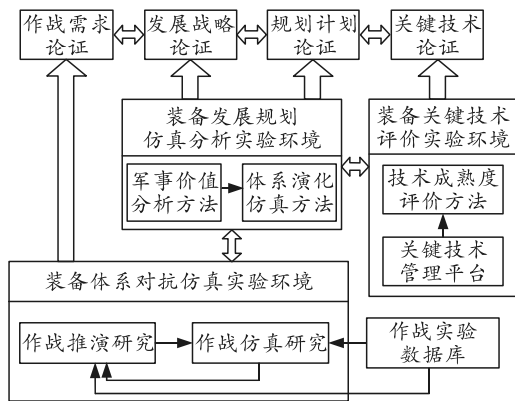 作战需求
论证
发展战略
论证
规划计划
论证
关键技术
论证
装备发展规划
仿真分析实验环境
军事价值
分析方法
体系演化
仿真方法
装备关键技术
评价实验环境
技术成熟度
评价方法
关键技术
管理平台
装备体系对抗仿真实验环境
作战推演研究
作战仿真研究
作战实验
数据库